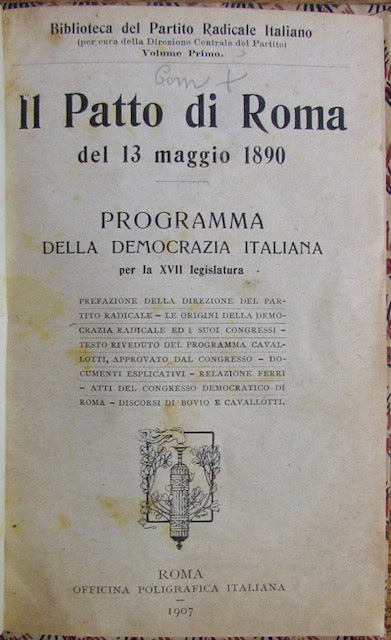 Biblioteca del Partito Radicale Italiano
(per cura della Direzione Centrale del Partito)
Volume Primo.
Com +
Il Patto di Roma
del 13 maggio 1890
PROGRAMMA
DELLA DEMOCRAZIA ITALIANA
per la XVII legislatura
PREFAZIONE DELLA DIREZIONE DEL PAR-
TITO RADICALE – LE ORIGINI DELLA DEMO-
CRAZIA RADICALE ED I SUOI CONGRESSI –
TESTO RIVEDUTO DEL PROGRAMMA CAVAL-
LOTTI, APPROVATO DAL CONGRESSO – DO-
CUMENTI ESPLICATIVI – RELAZIONE FERRI
– ATTI DEL CONGRESSO DEMOCRATICO DI
ROMA – DISCORSI DI BOVIO E CAVALLOTTI.
ROMA
OFFICINA POLIGRAFICA ITALIANA
1907